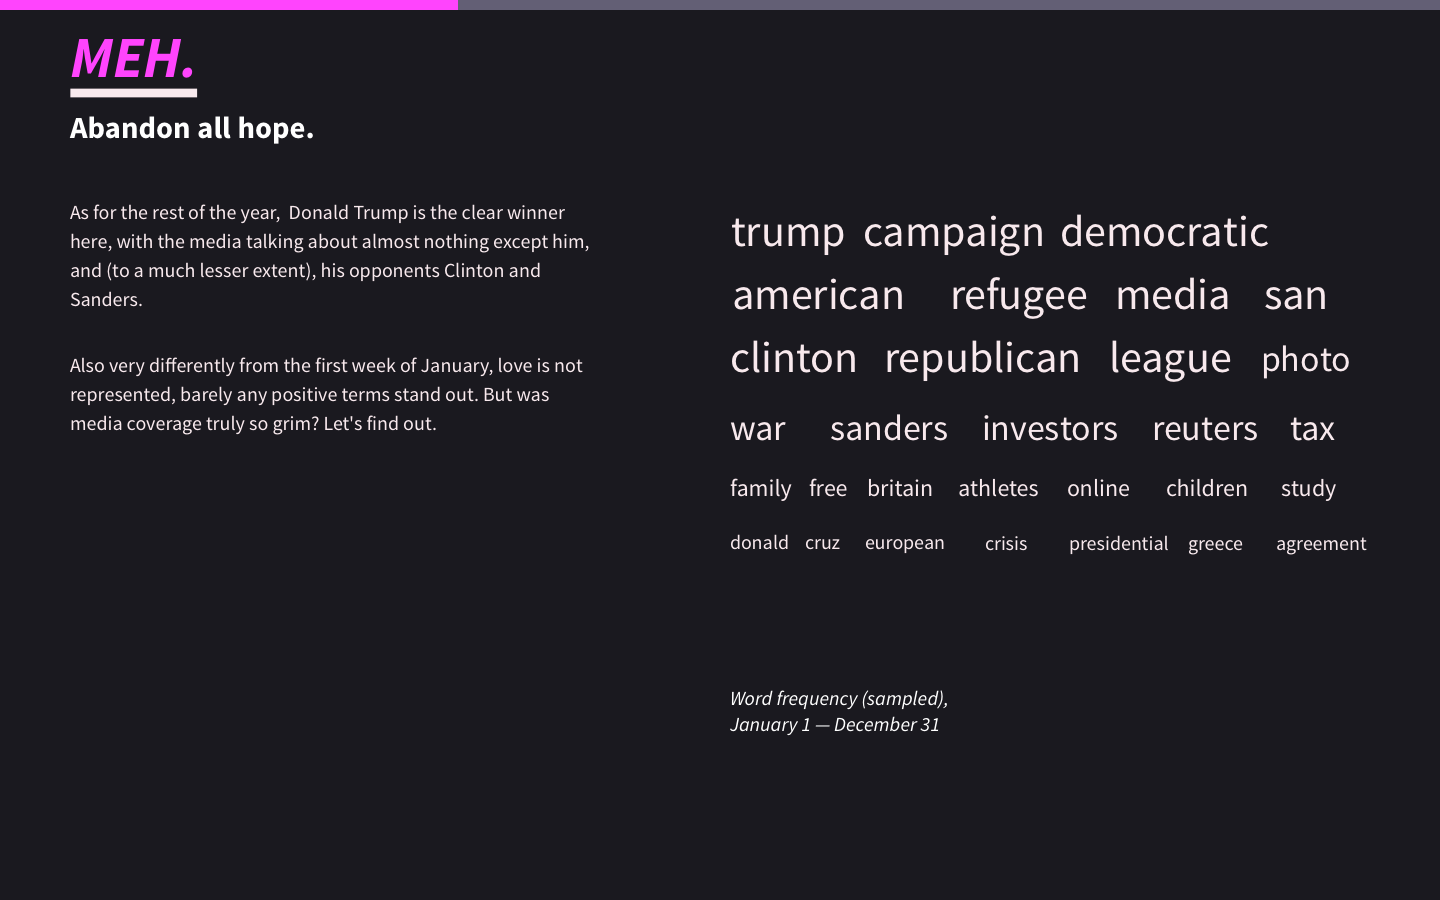 MEH.
Abandon all hope.
As for the rest of the year,  Donald Trump is the clear winner
here, with the media talking about almost nothing except him,
and (to a much lesser extent), his opponents Clinton and
Sanders.
Also very differently from the first week of January, love is not
represented, barely any positive terms stand out. But was
media coverage truly so grim? Let's find out.
trump campaign democratic
american refugee media san
clinton republican league photo
war sanders investors reuters tax
family free britain athletes online children study
donald cruz european crisis presidential greece agreement
Word frequency (sampled),
January 1 — December 31